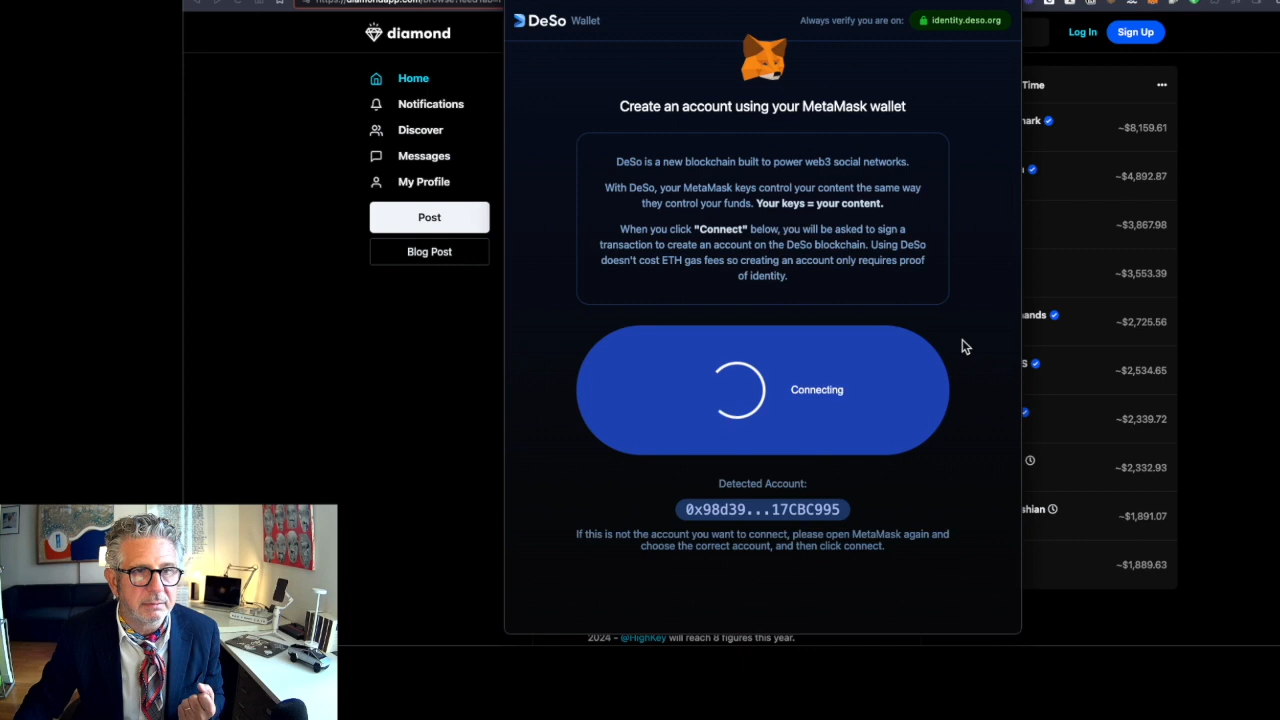 diamond
Home
Notifications
Discover
Messages
My Profile
Post
Blog Post
DeSo Wallet
Always verify you are on:
identity.deso.org
Create an account using your MetaMask wallet
DeSo is a new blockchain built to power web3 social networks.
With DeSo, your MetaMask keys control your content the same way
they control your funds. Your keys = your content.
When you click "Connect" below, you will be asked to sign a
transaction to create an account on the DeSo blockchain. Using DeSo
doesn't cost ETH gas fees so creating an account only requires proof
of identity.
Connecting
Detected Account:
0x98d39...17CBC995
If this is not the account you want to connect, please open MetaMask again and
choose the correct account, and then click connect.
2024 - @HighKey will reach 8 figures this year.
Log In
Sign Up
Time
~$8,159.61
~$4,892.87
~$3,867.98
~$3,553.39
~$2,725.56
~$2,534.65
~$2,339.72
~$2,332.93
~$1,891.07
~$1,889.63